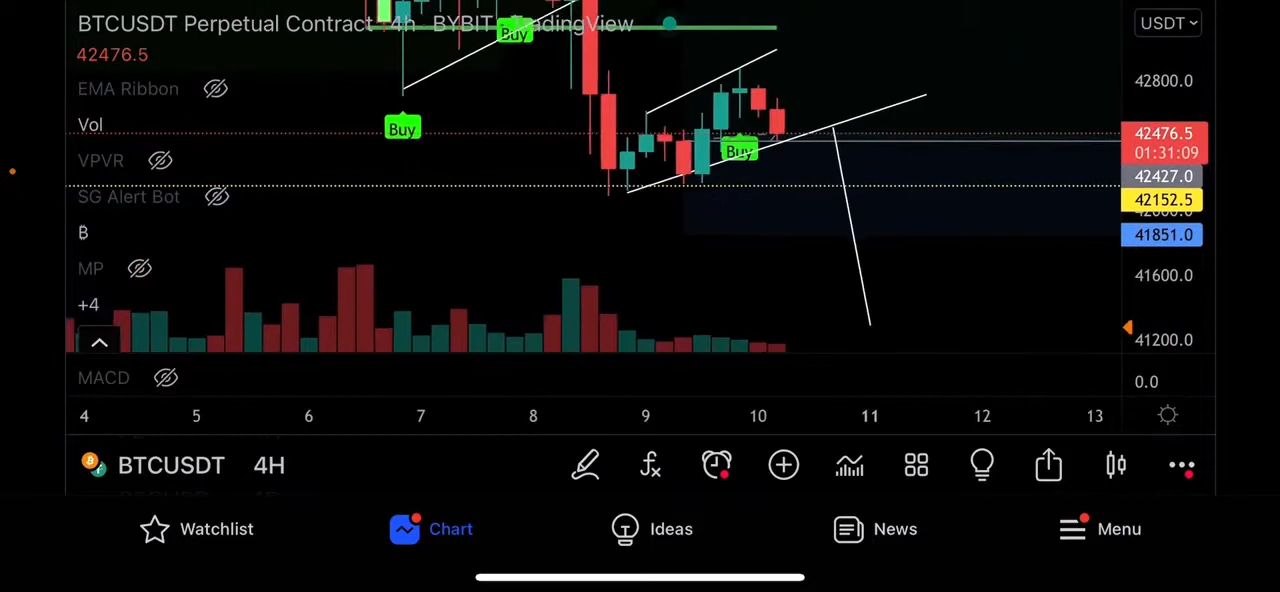 BTCUSDT Perpetual Contract · 4h · BYBIT · TradingView
USDT
42476.5
EMA Ribbon
Vol
VPVR
SG Alert Bot
₿
MP
+4
MACD
Buy
Buy
Buy
42800.0
42476.5
01:31:09
42427.0
42152.5
42000.0
41851.0
41600.0
41200.0
0.0
4 5 6 7 8 9 10 11 12 13
BTCUSDT 4H
Watchlist Chart Ideas News Menu